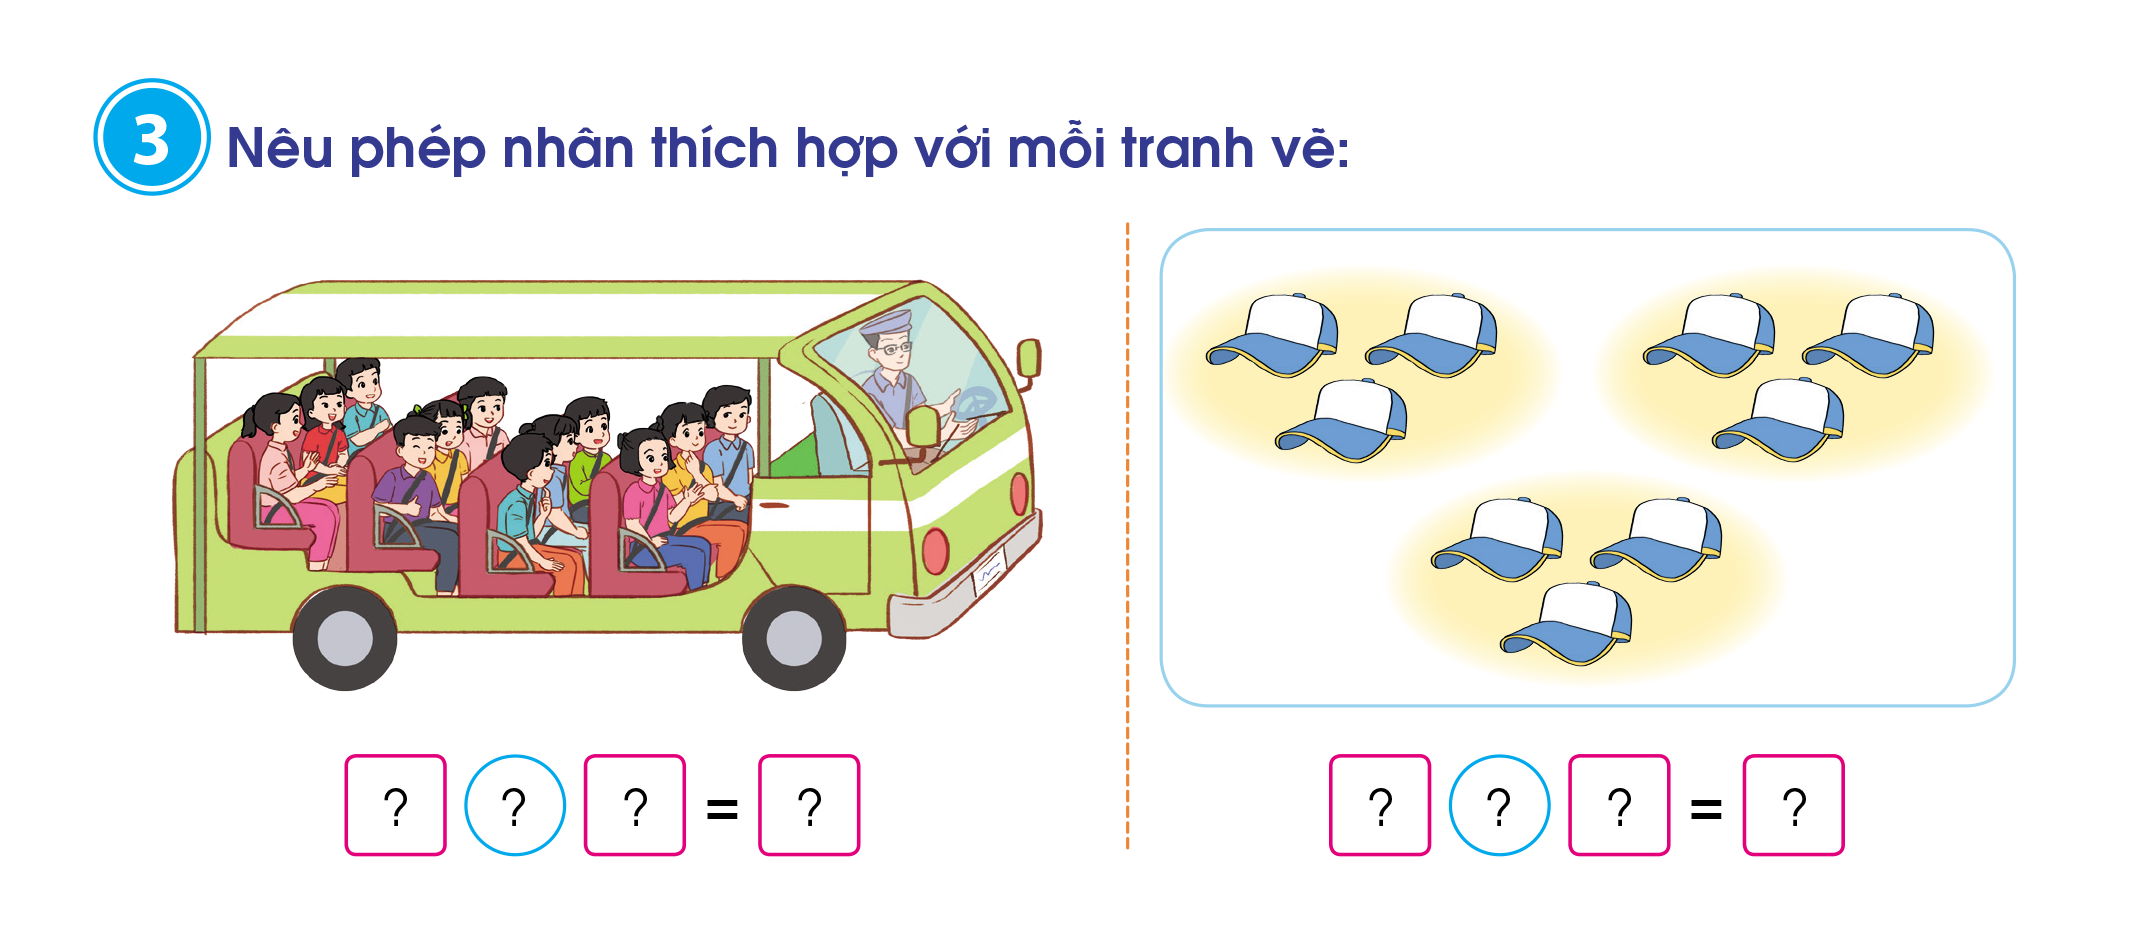 3 Nêu phép nhân thích hợp với mỗi tranh vẽ:
? ? ? = ?
? ? ? = ?